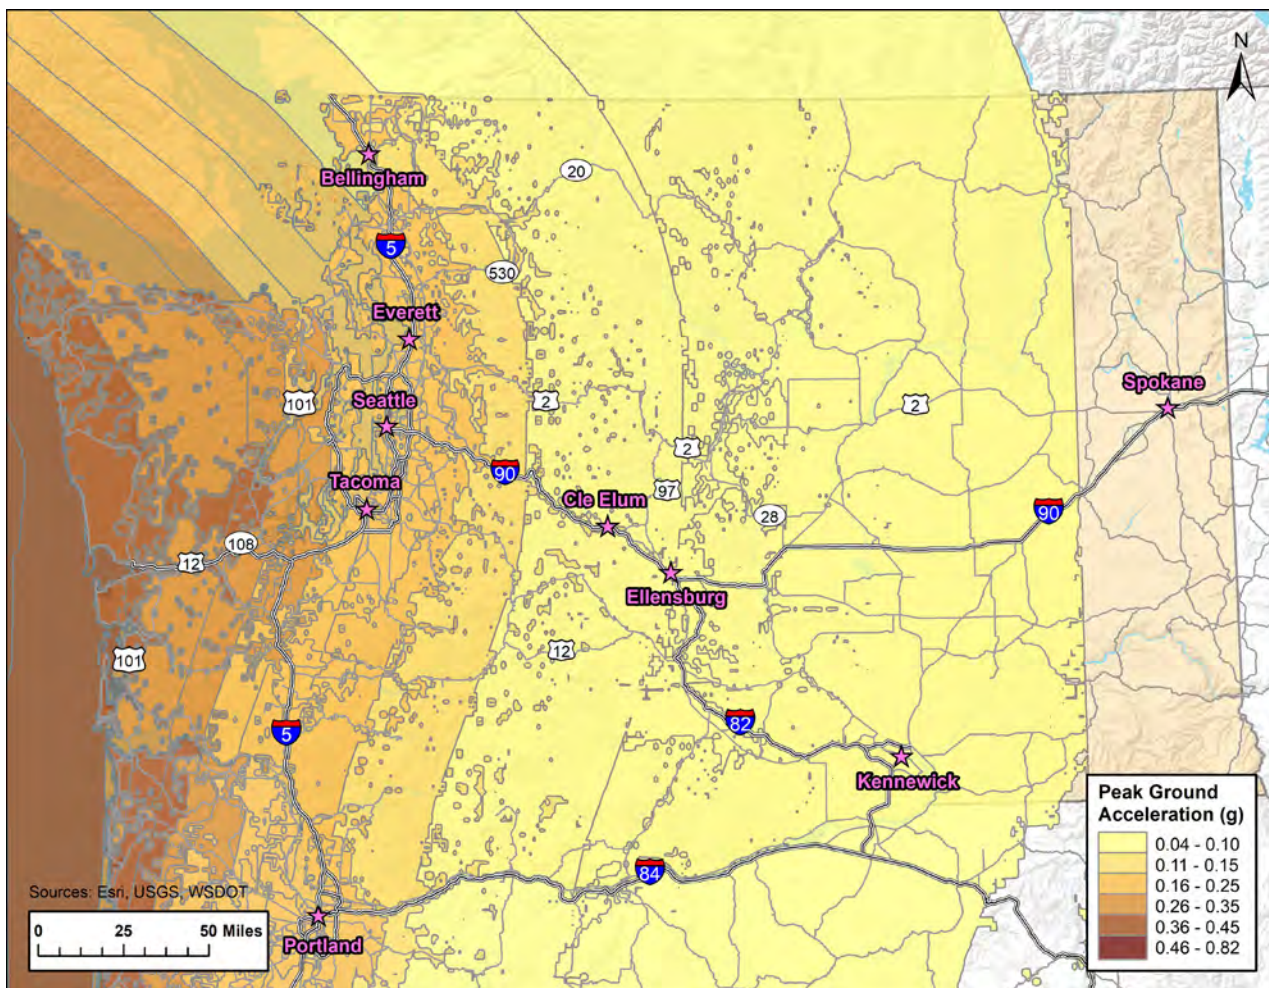 N
Bellingham
20
5
530
Everett
Spokane
101
Seattle
2
2
2
90
Tacoma
97
Cle Elum
28
90
108
12
Ellensburg
101
12
5
82
Kennewick
Peak Ground
Acceleration (g)
0.04 - 0.10
0.11 - 0.15
0.16 - 0.25
0.26 - 0.35
0.36 - 0.45
0.46 - 0.82
84
Sources: Esri, USGS, WSDOT
0 25 50 Miles
Portland